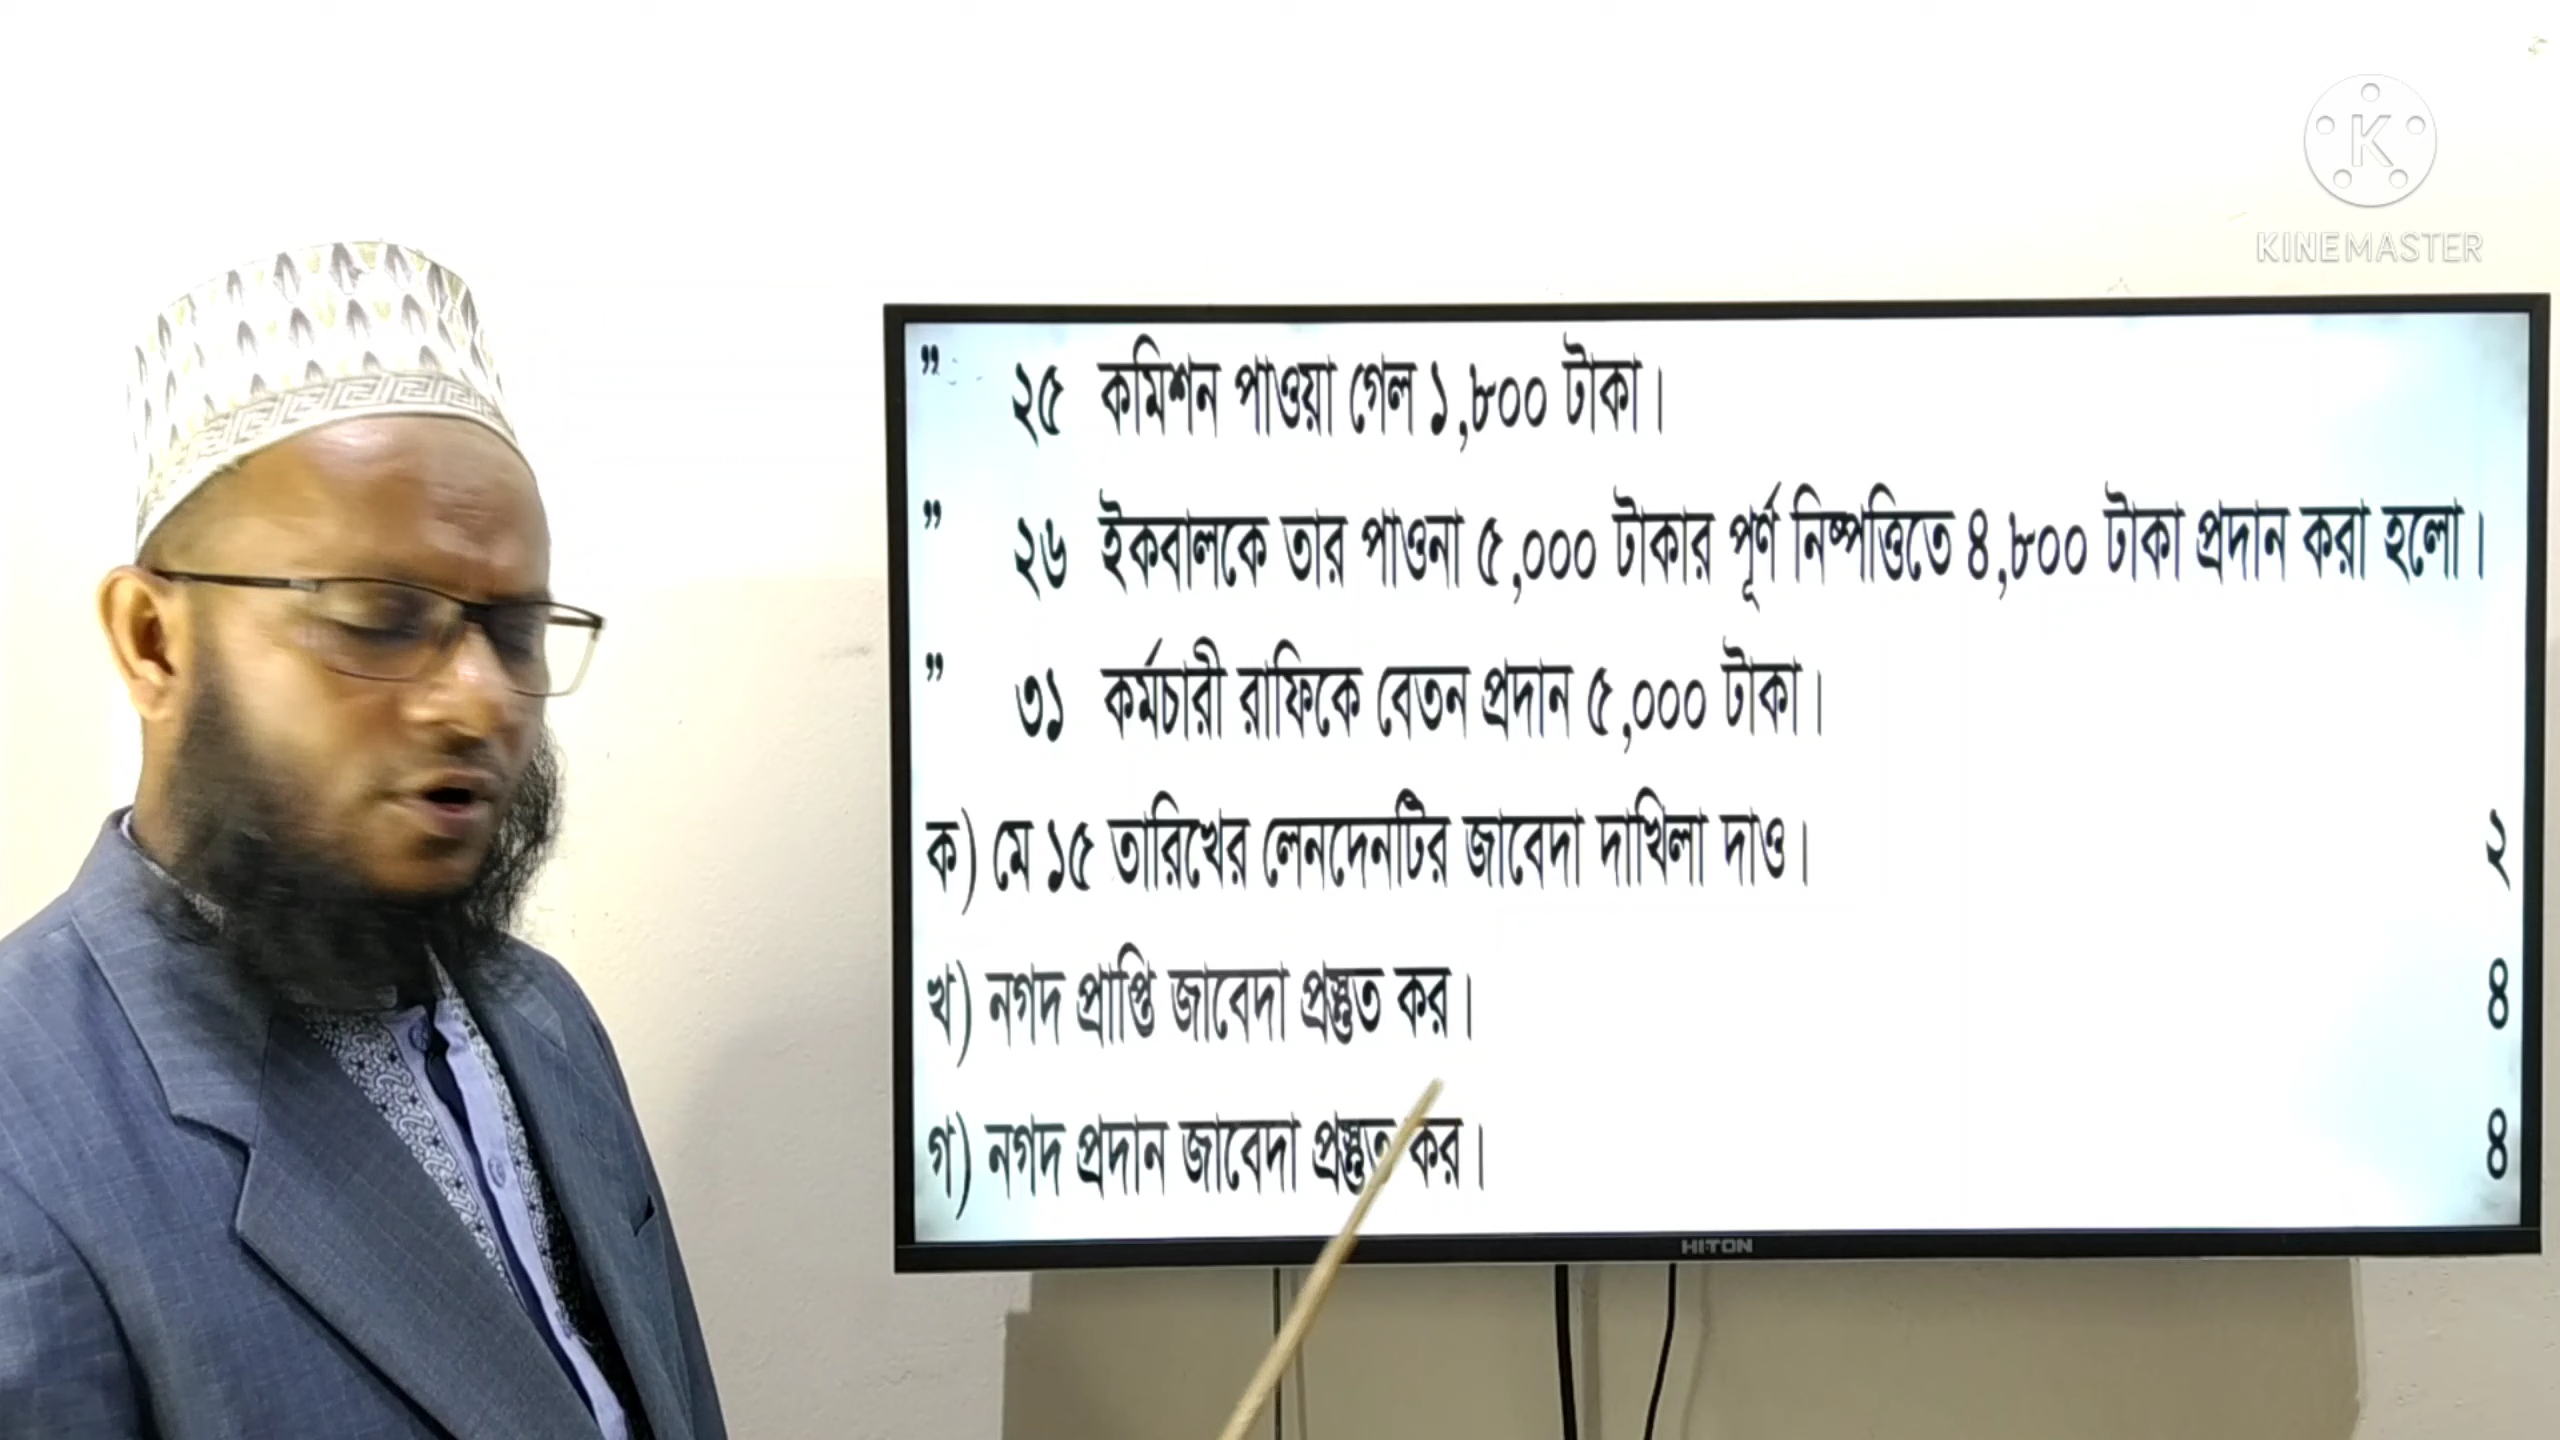 K
KINEMASTER
” ২৫ কমিশন পাওয়া গেল ১,৮০০ টাকা।
” ২৬ ইকবালকে তার পাওনা ৫,০০০ টাকার পূর্ণ নিষ্পত্তিতে ৪,৮০০ টাকা প্রদান করা হলো।
” ৩১ কর্মচারী রাফিকে বেতন প্রদান ৫,০০০ টাকা।
ক) মে ১৫ তারিখের লেনদেনটির জাবেদা দাখিলা দাও। ২
খ) নগদ প্রাপ্তি জাবেদা প্রস্তুত কর। ৪
গ) নগদ প্রদান জাবেদা প্রস্তুত কর। ৪
HITON